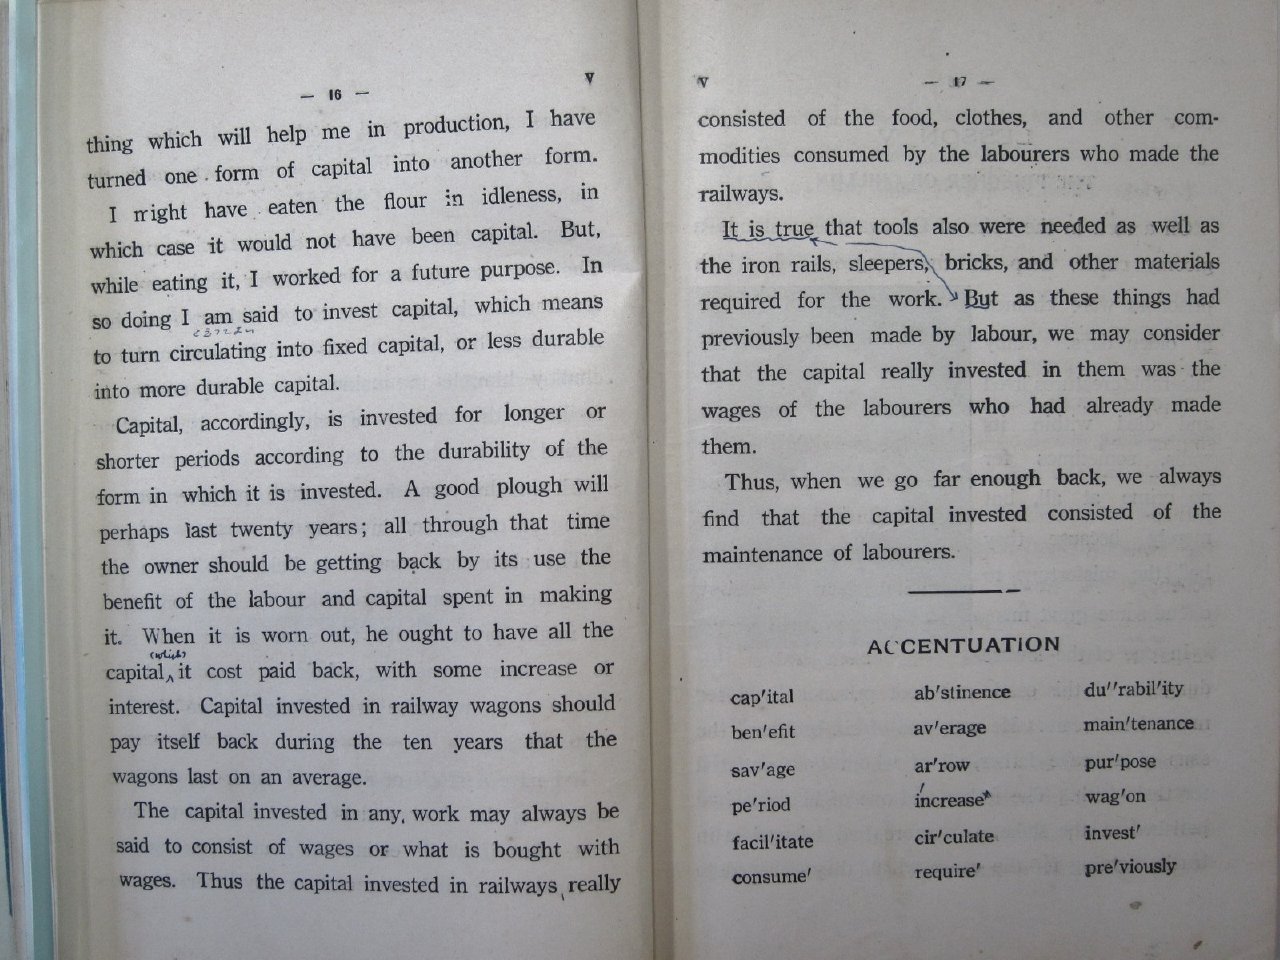 — 16 —
V
thing which will help me in production, I have
turned one form of capital into another form.
I might have eaten the flour in idleness, in
which case it would not have been capital. But,
while eating it, I worked for a future purpose. In
so doing I am said to invest capital, which means
to turn circulating into fixed capital, or less durable
into more durable capital.
Capital, accordingly, is invested for longer or
shorter periods according to the durability of the
form in which it is invested. A good plough will
perhaps last twenty years; all through that time
the owner should be getting back by its use the
benefit of the labour and capital spent in making
it. When it is worn out, he ought to have all the
(which)
capital, it cost paid back, with some increase or
interest. Capital invested in railway wagons should
pay itself back during the ten years that the
wagons last on an average.
The capital invested in any, work may always be
said to consist of wages or what is bought with
wages. Thus the capital invested in railways really
V
— 17 —
consisted of the food, clothes, and other com-
modities consumed by the labourers who made the
railways.
It is true that tools also were needed as well as
the iron rails, sleepers, bricks, and other materials
required for the work. But as these things had
previously been made by labour, we may consider
that the capital really invested in them was the
wages of the labourers who had already made
them.
Thus, when we go far enough back, we always
find that the capital invested consisted of the
maintenance of labourers.
ACCENTUATION
cap'ital ab'stinence du''rabil'ity
ben'efit av'erage main'tenance
sav'age ar'row pur'pose
pe'riod increase* wag'on
facil'itate cir'culate invest'
consume' require' pre'viously